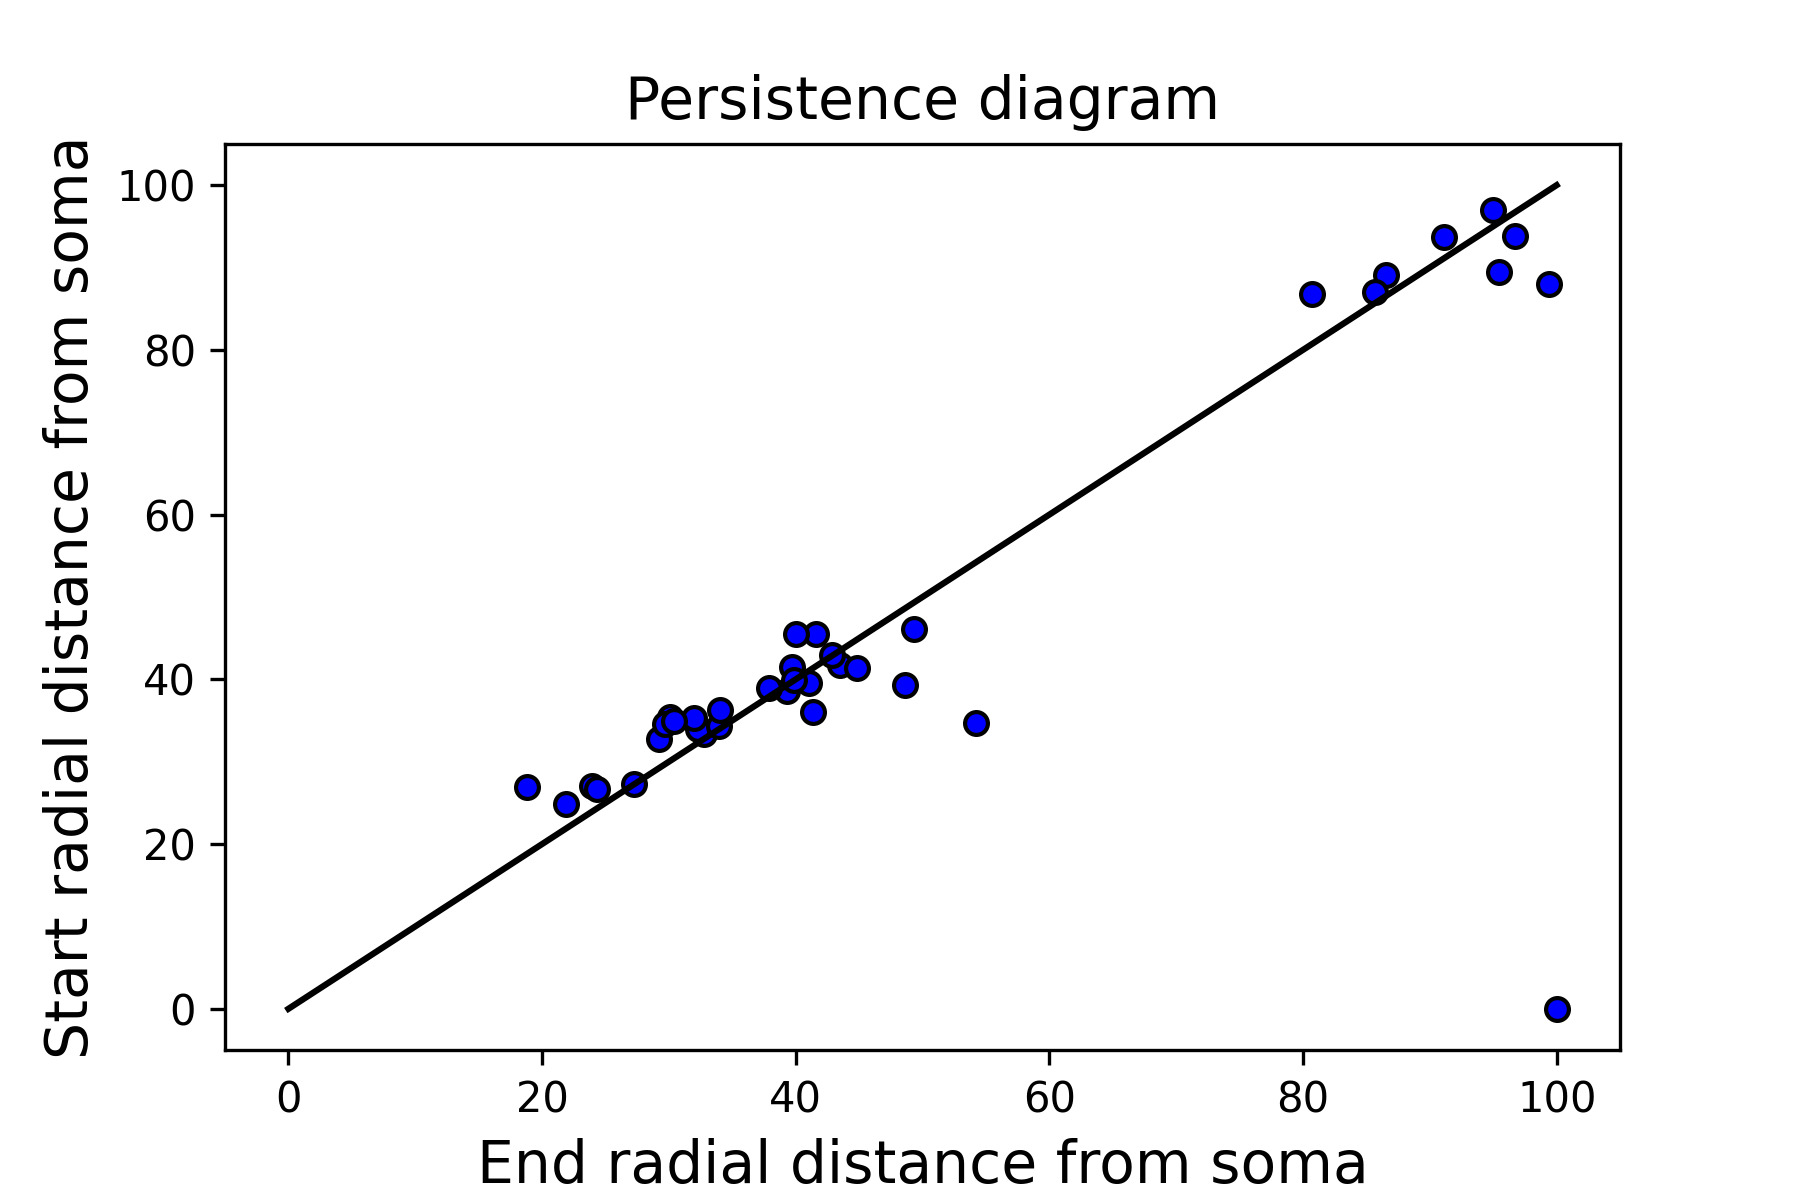 Persistence diagram
Start radial distance from soma
100
80
60
40
20
0
0 20 40 60 80 100
End radial distance from soma